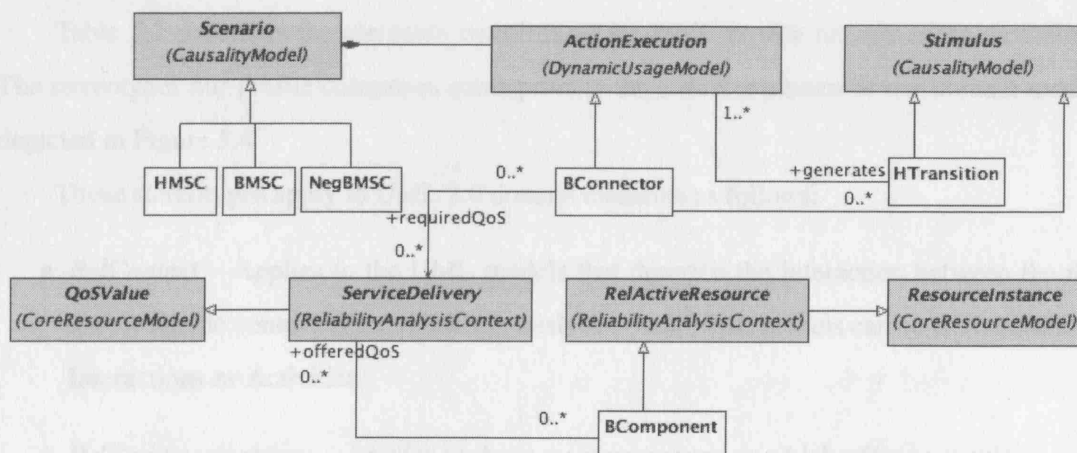 Scenario
(CausalityModel)
ActionExecution
(DynamicUsageModel)
Stimulus
(CausalityModel)
1..*
HMSC
BMSC
NegBMSC
0..*
BConnector
+generates
0..*
HTransition
+requiredQoS
0..*
QoSValue
(CoreResourceModel)
ServiceDelivery
(ReliabilityAnalysisContext)
RelActiveResource
(ReliabilityAnalysisContext)
ResourceInstance
(CoreResourceModel)
+offeredQoS
0..*
0..*
BComponent